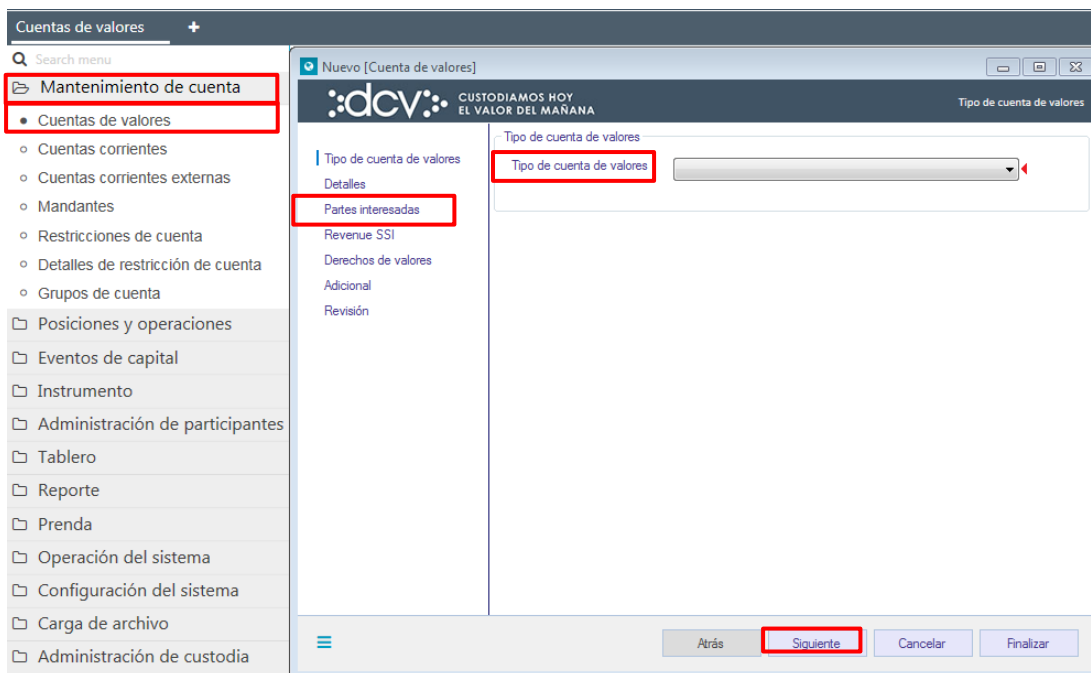 Cuentas de valores +
Search menu
Mantenimiento de cuenta
Cuentas de valores
Cuentas corrientes
Cuentas corrientes externas
Mandantes
Restricciones de cuenta
Detalles de restricción de cuenta
Grupos de cuenta
Posiciones y operaciones
Eventos de capital
Instrumento
Administración de participantes
Tablero
Reporte
Prenda
Operación del sistema
Configuración del sistema
Carga de archivo
Administración de custodia
Nuevo [Cuenta de valores]
dcv CUSTODIAMOS HOY
EL VALOR DEL MAÑANA
Tipo de cuenta de valores
Tipo de cuenta de valores
Detalles
Partes interesadas
Revenue SSI
Derechos de valores
Adicional
Revisión
Tipo de cuenta de valores
Tipo de cuenta de valores
Atrás Siguiente Cancelar Finalizar